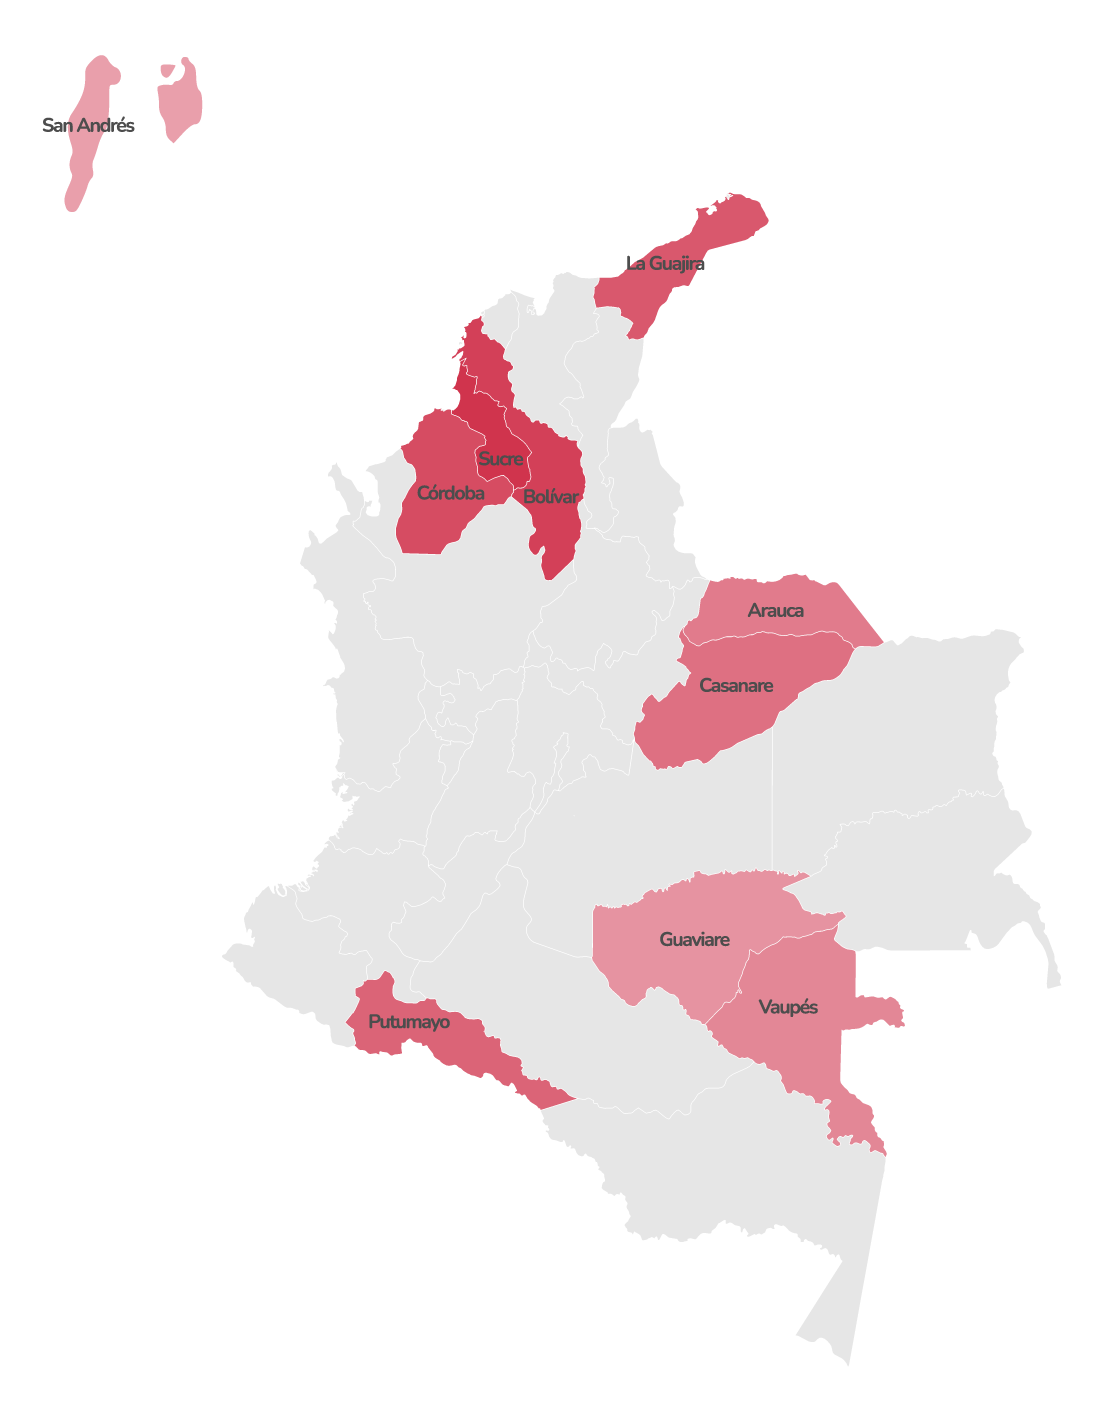 San Andrés
La Guajira
Sucre
Córdoba
Bolívar
Arauca
Casanare
Guaviare
Vaupés
Putumayo